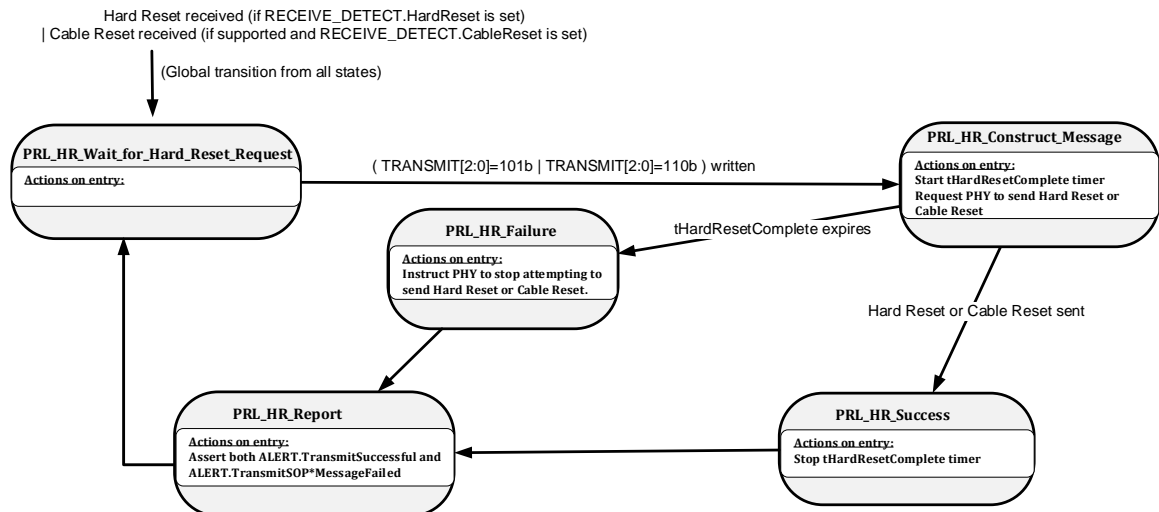 Hard Reset received (if RECEIVE_DETECT.HardReset is set)
| Cable Reset received (if supported and RECEIVE_DETECT.CableReset is set)
(Global transition from all states)
PRL_HR_Wait_for_Hard_Reset_Request
Actions on entry:
( TRANSMIT[2:0]=101b | TRANSMIT[2:0]=110b ) written
PRL_HR_Construct_Message
Actions on entry:
Start tHardResetComplete timer
Request PHY to send Hard Reset or
Cable Reset
tHardResetComplete expires
PRL_HR_Failure
Actions on entry:
Instruct PHY to stop attempting to
send Hard Reset or Cable Reset.
Hard Reset or Cable Reset sent
PRL_HR_Report
Actions on entry:
Assert both ALERT.TransmitSuccessful and
ALERT.TransmitSOP*MessageFailed
PRL_HR_Success
Actions on entry:
Stop tHardResetComplete timer